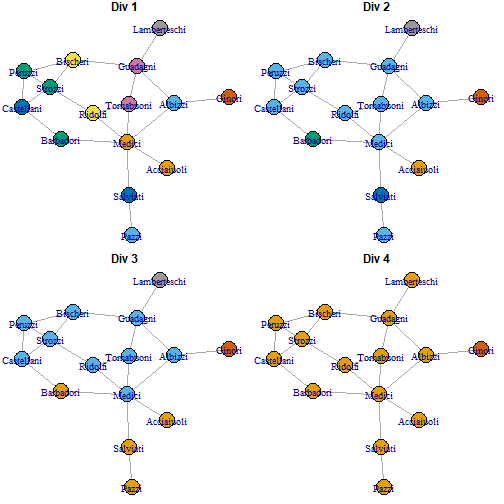 Div 1
Lamberteschi
Bischeri
Guadagni
Peruzzi
Strozzi
Ginori
Albizzi
Tornabuoni
Castellani
Ridolfi
Barbadori
Medici
Acciaiuoli
Salviati
Pazzi
Div 2
Lamberteschi
Bischeri
Guadagni
Peruzzi
Strozzi
Ginori
Albizzi
Tornabuoni
Castellani
Ridolfi
Barbadori
Medici
Acciaiuoli
Salviati
Pazzi
Div 3
Lamberteschi
Bischeri
Guadagni
Peruzzi
Strozzi
Ginori
Albizzi
Tornabuoni
Castellani
Ridolfi
Barbadori
Medici
Acciaiuoli
Salviati
Pazzi
Div 4
Lamberteschi
Bischeri
Guadagni
Peruzzi
Strozzi
Ginori
Albizzi
Tornabuoni
Castellani
Ridolfi
Barbadori
Medici
Acciaiuoli
Salviati
Pazzi